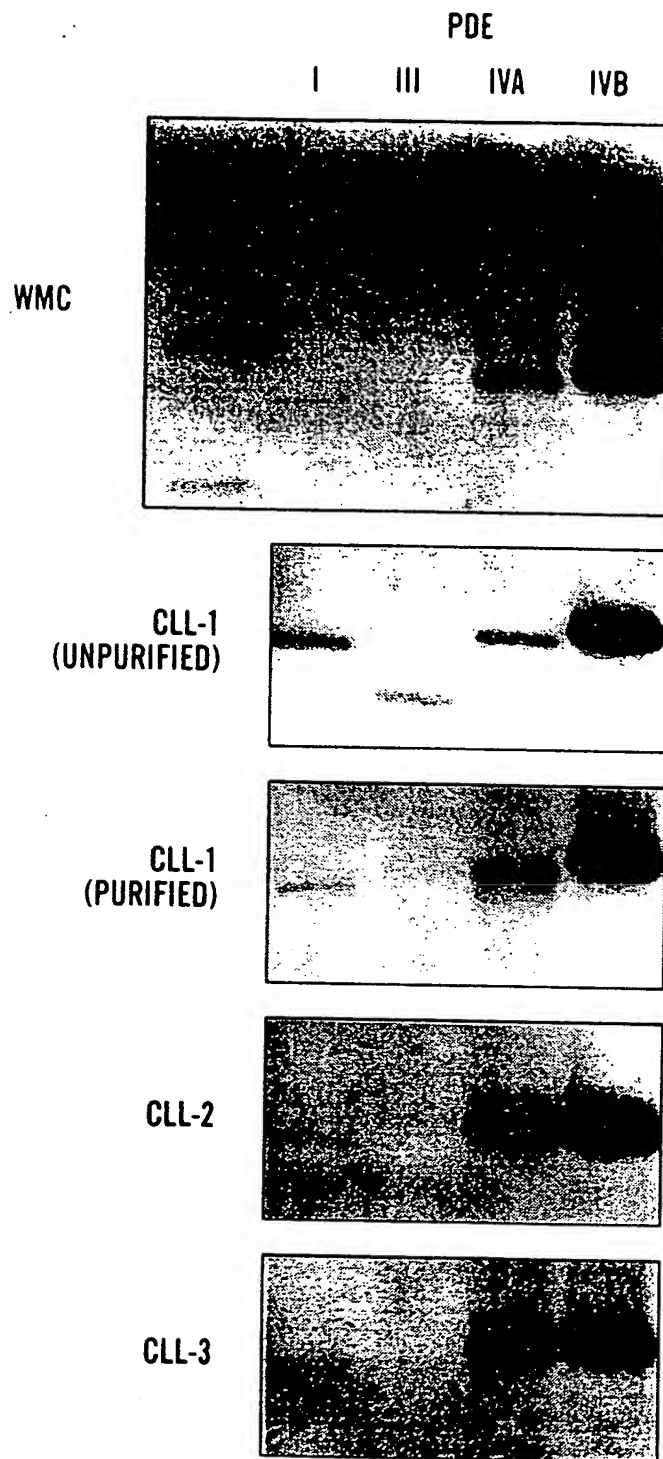 PDE
I III IVA IVB
WMC
CLL-1
(UNPURIFIED)
CLL-1
(PURIFIED)
CLL-2
CLL-3